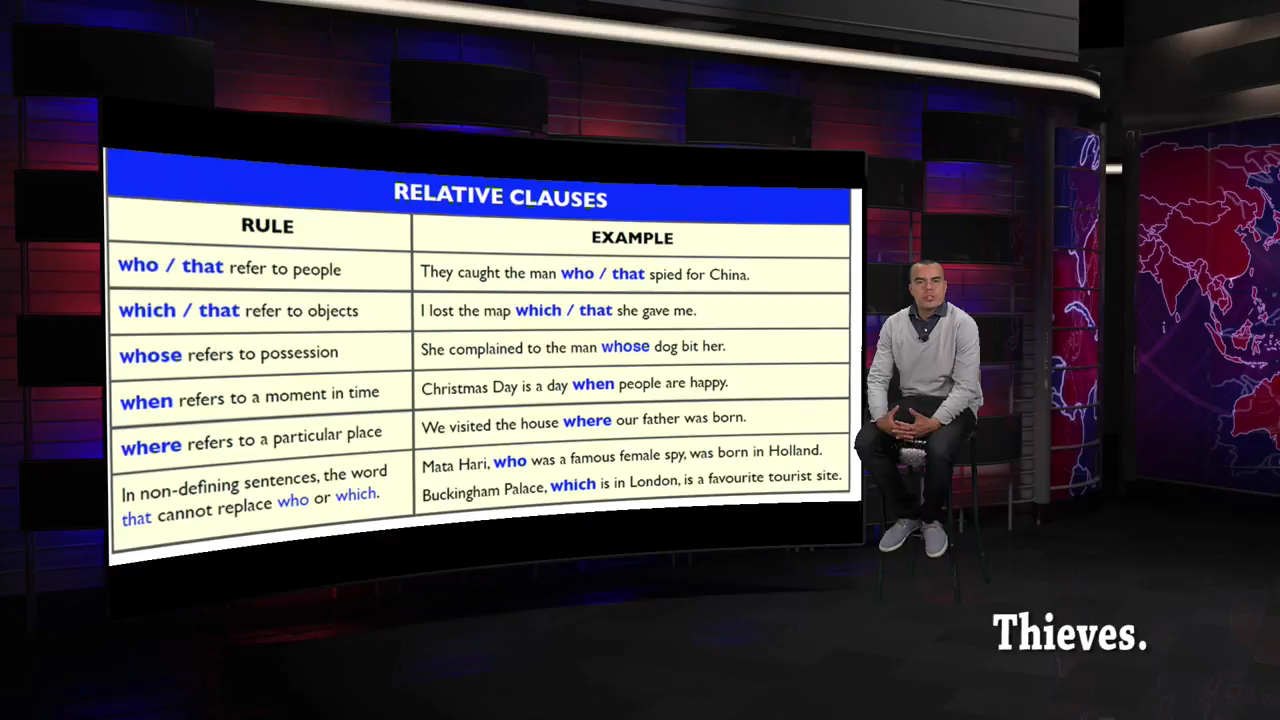 RELATIVE CLAUSES
RULE
EXAMPLE
who / that refer to people
They caught the man who / that spied for China.
which / that refer to objects
I lost the map which / that she gave me.
whose refers to possession
She complained to the man whose dog bit her.
when refers to a moment in time
Christmas Day is a day when people are happy.
where refers to a particular place
We visited the house where our father was born.
In non-defining sentences, the word
that cannot replace who or which.
Mata Hari, who was a famous female spy, was born in Holland.
Buckingham Palace, which is in London, is a favourite tourist site.
Thieves.